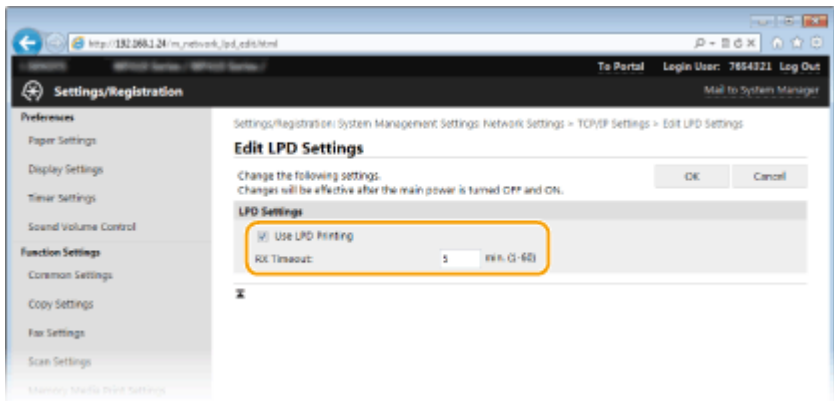 http://192.168.1.24/m_network_lpd_edit.html
To Portal Login User: 7654321 Log Out
Settings/Registration
Mail to System Manager
Preferences
Paper Settings
Display Settings
Timer Settings
Sound Volume Control
Function Settings
Common Settings
Copy Settings
Fax Settings
Scan Settings
Memory Media Print Settings
Settings/Registration: System Management Settings: Network Settings > TCP/IP Settings > Edit LPD Settings
Edit LPD Settings
Change the following settings.
Changes will be effective after the main power is turned OFF and ON.
OK Cancel
LPD Settings
Use LPD Printing
RX Timeout: 5 min. (1-60)